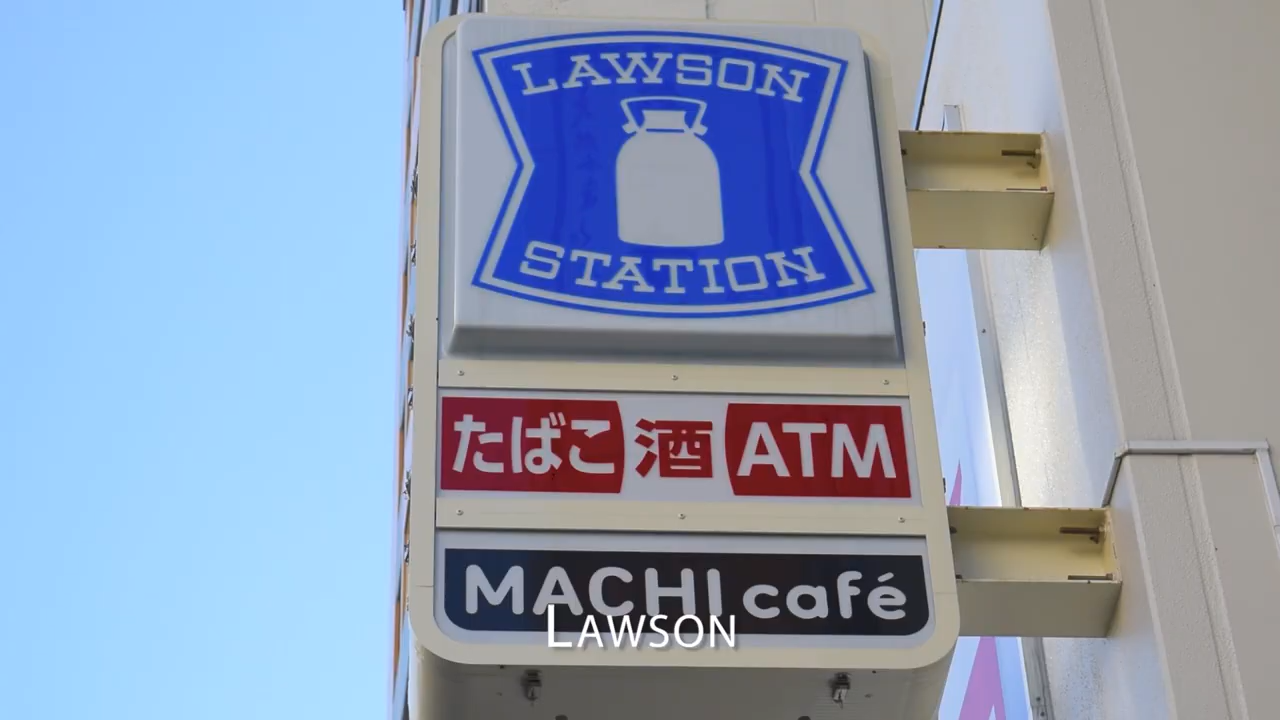 LAWSON
STATION
たばこ 酒 ATM
MACHI café
LAWSON